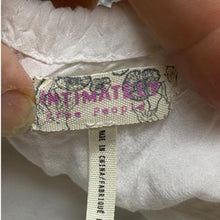 INTIMATELY
Free People
MADE IN CHINA/FABRIQUÉ